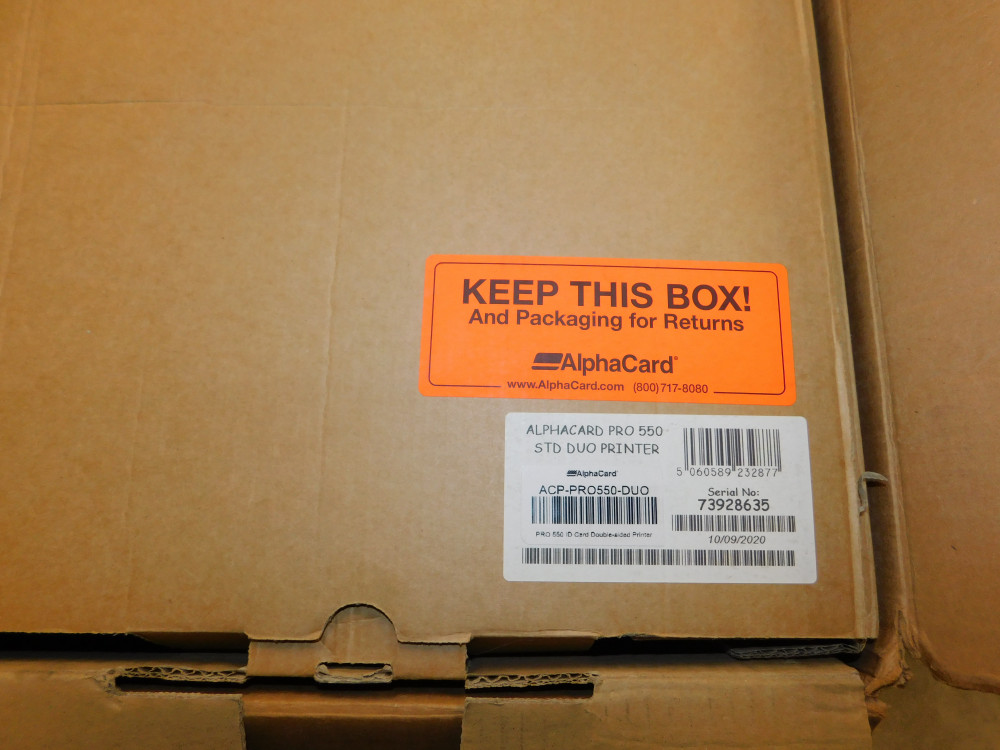 KEEP THIS BOX!
And Packaging for Returns
AlphaCard®
www.AlphaCard.com (800)717-8080
ALPHACARD PRO 550
STD DUO PRINTER
5 060589 232877
AlphaCard
ACP-PRO550-DUO
Serial No:
73928635
PRO 550 ID Card Double-sided Printer
10/09/2020